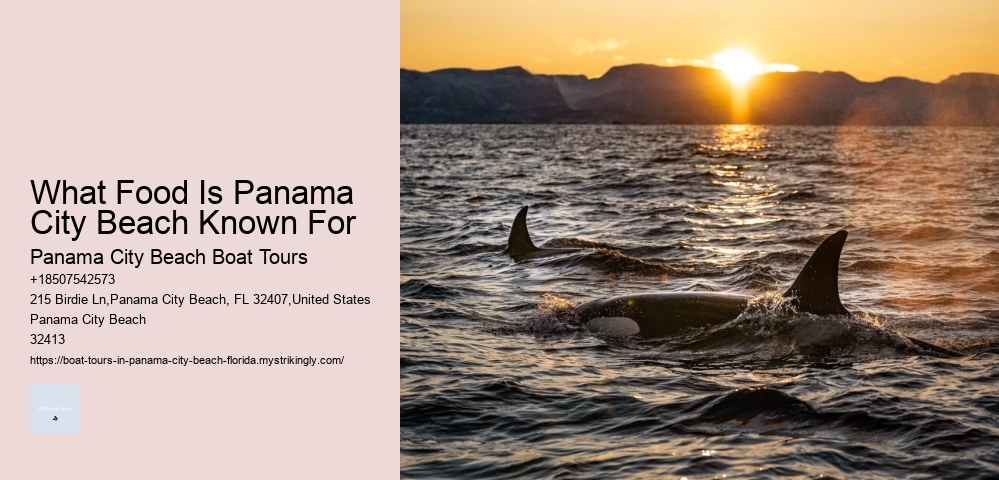 What Food Is Panama
City Beach Known For
Panama City Beach Boat Tours
+18507542573
215 Birdie Ln,Panama City Beach, FL 32407,United States
Panama City Beach
32413
https://boat-tours-in-panama-city-beach-florida.mystrikingly.com/